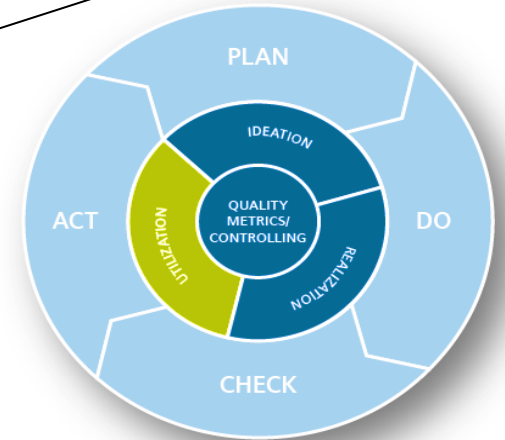 PLAN
IDEATION
ACT
UTILIZATION
QUALITY
METRICS/
CONTROLLING
DO
REALIZATION
CHECK